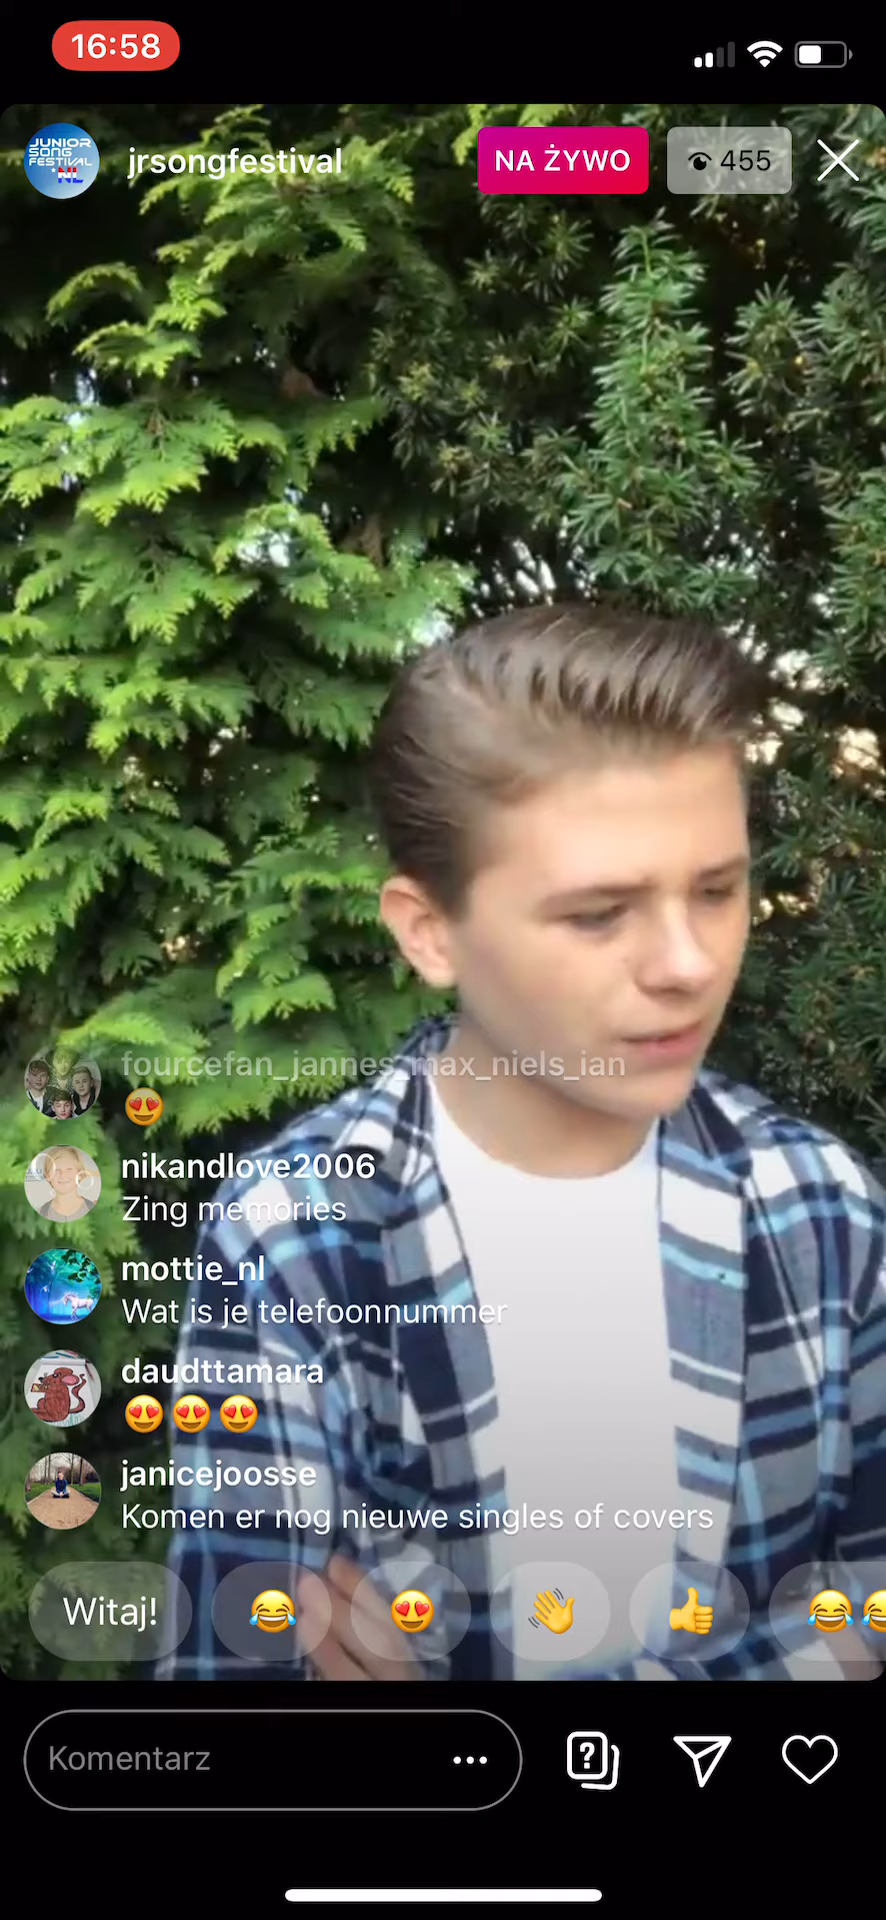 16:58
JUNIOR
SONG
FESTIVAL
NL
jrsongfestival
NA ŻYWO
455
fourcefan_jannes_max_niels_ian
😍
nikandlove2006
Zing memories
mottie_nl
Wat is je telefoonnummer
daudttamara
😍😍😍
janicejoosse
Komen er nog nieuwe singles of covers
Witaj! 😂 😍 👋 👍 😂😂
Komentarz